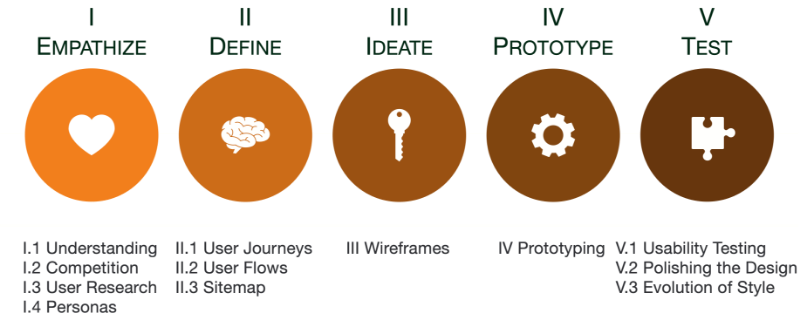 I
EMPATHIZE
II
DEFINE
III
IDEATE
IV
PROTOTYPE
V
TEST
I.1 Understanding
I.2 Competition
I.3 User Research
I.4 Personas
II.1 User Journeys
II.2 User Flows
II.3 Sitemap
III Wireframes
IV Prototyping
V.1 Usability Testing
V.2 Polishing the Design
V.3 Evolution of Style